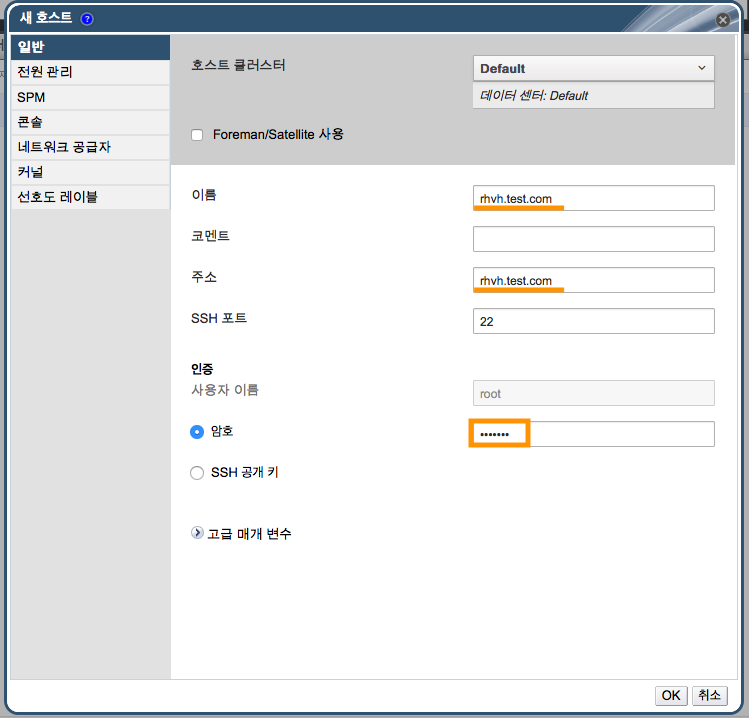 새 호스트 ?
일반
전원 관리
SPM
콘솔
네트워크 공급자
커널
선호도 레이블
호스트 클러스터
Default
데이터 센터: Default
Foreman/Satellite 사용
이름
rhvh.test.com
코멘트
주소
rhvh.test.com
SSH 포트
22
인증
사용자 이름
root
암호
•••••••
SSH 공개 키
고급 매개 변수
OK
취소